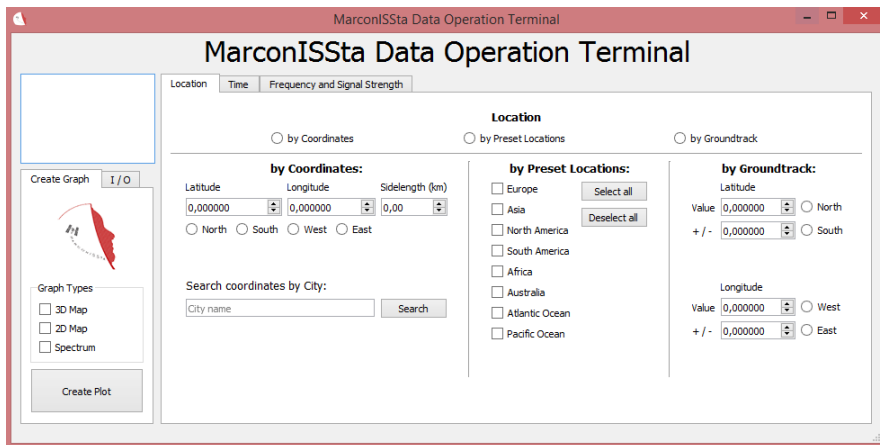 MarconISSta Data Operation Terminal
MarconISSta Data Operation Terminal
Location Time Frequency and Signal Strength
Location
by Coordinates by Preset Locations by Groundtrack
Create Graph I / O
Graph Types
3D Map
2D Map
Spectrum
Create Plot
by Coordinates:
Latitude Longitude Sidelength (km)
0,000000 0,000000 0,00
North South West East
Search coordinates by City:
City name Search
by Preset Locations:
Europe Select all
Asia Deselect all
North America
South America
Africa
Australia
Atlantic Ocean
Pacific Ocean
by Groundtrack:
Latitude
Value 0,000000 North
+ / - 0,000000 South
Longitude
Value 0,000000 West
+ / - 0,000000 East